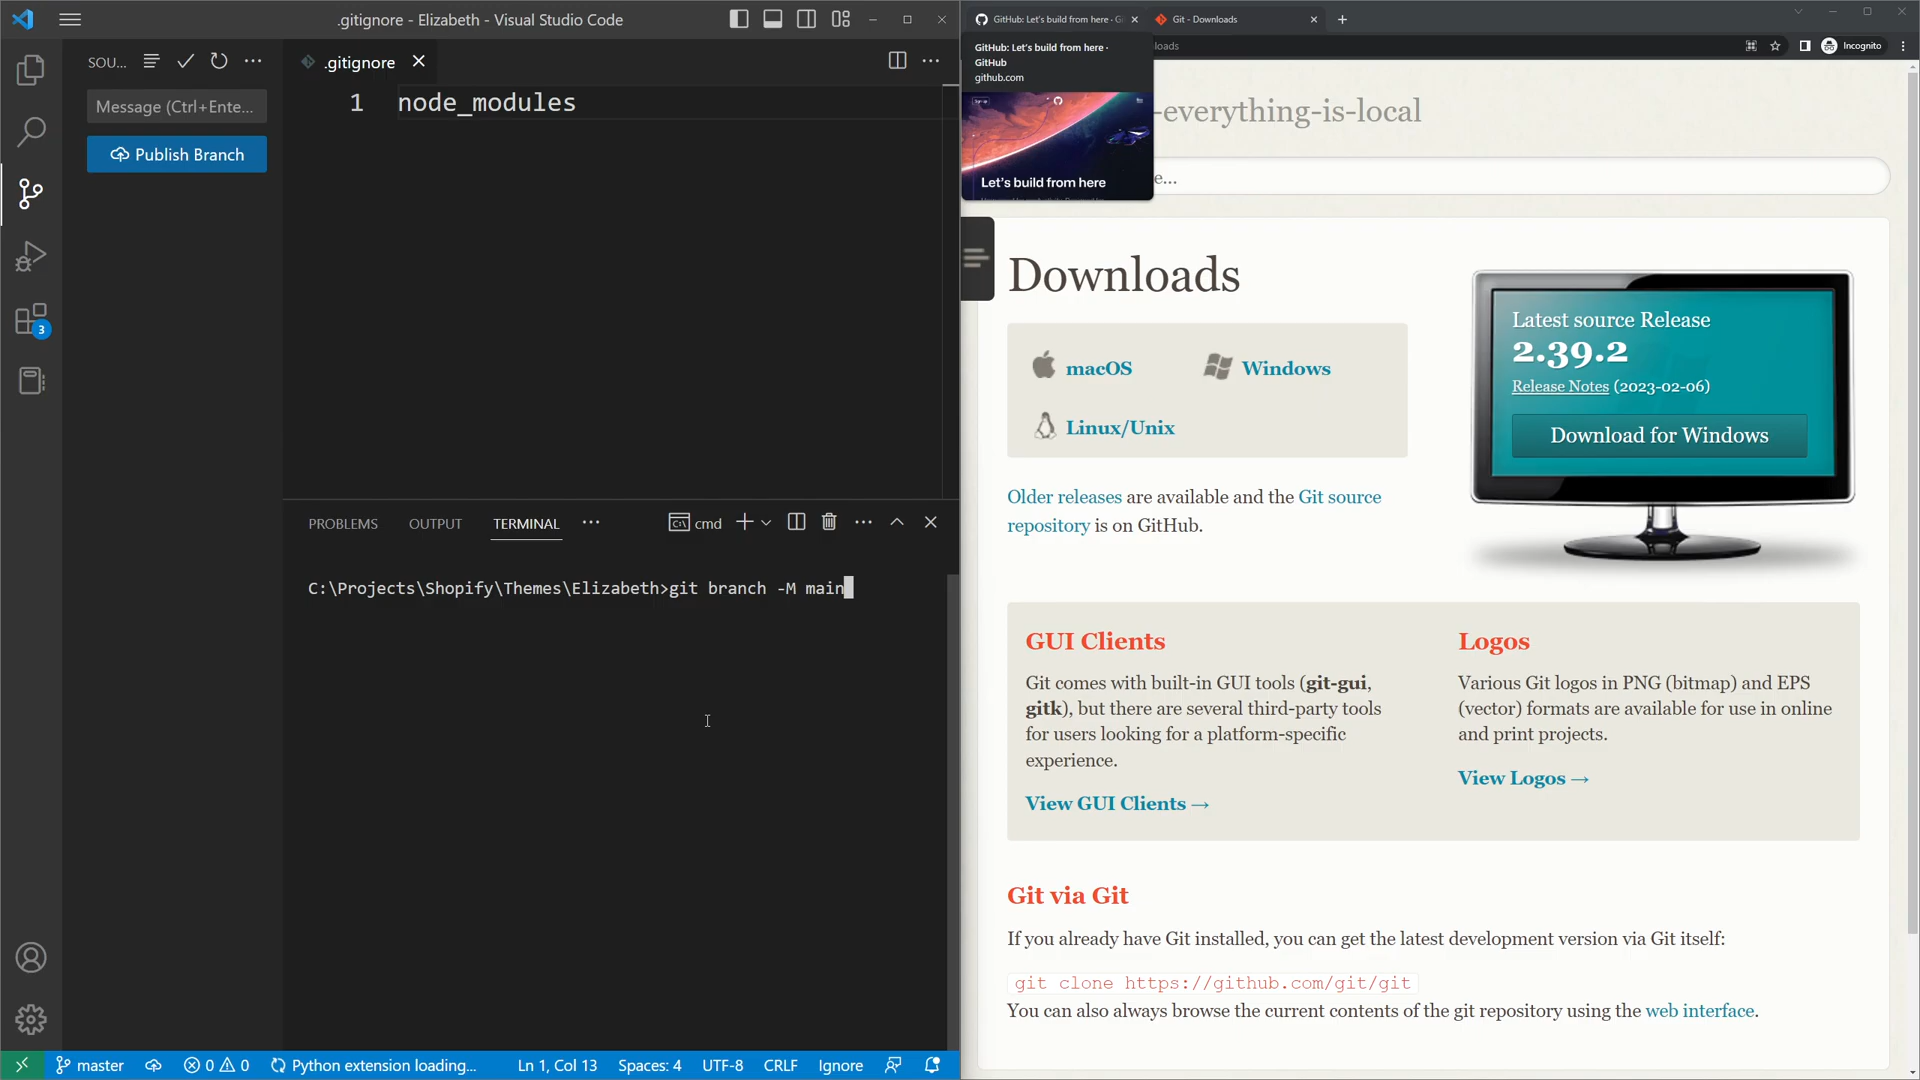 .gitignore - Elizabeth - Visual Studio Code
SOU...
Message (Ctrl+Ente...
Publish Branch
3
.gitignore
1 node_modules
PROBLEMS OUTPUT TERMINAL ··· cmd
C:\Projects\Shopify\Themes\Elizabeth>git branch -M main
master 0 0 Python extension loading... Ln 1, Col 13 Spaces: 4 UTF-8 CRLF Ignore
GitHub: Let's build from here · G
Git - Downloads
loads
Incognito
GitHub: Let's build from here ·
GitHub
github.com
Let's build from here
-everything-is-local
e...
Downloads
macOS Windows
Linux/Unix
Older releases are available and the Git source
repository is on GitHub.
Latest source Release
2.39.2
Release Notes (2023-02-06)
Download for Windows
GUI Clients
Git comes with built-in GUI tools (git-gui,
gitk), but there are several third-party tools
for users looking for a platform-specific
experience.
View GUI Clients →
Logos
Various Git logos in PNG (bitmap) and EPS
(vector) formats are available for use in online
and print projects.
View Logos →
Git via Git
If you already have Git installed, you can get the latest development version via Git itself:
git clone https://github.com/git/git
You can also always browse the current contents of the git repository using the web interface.